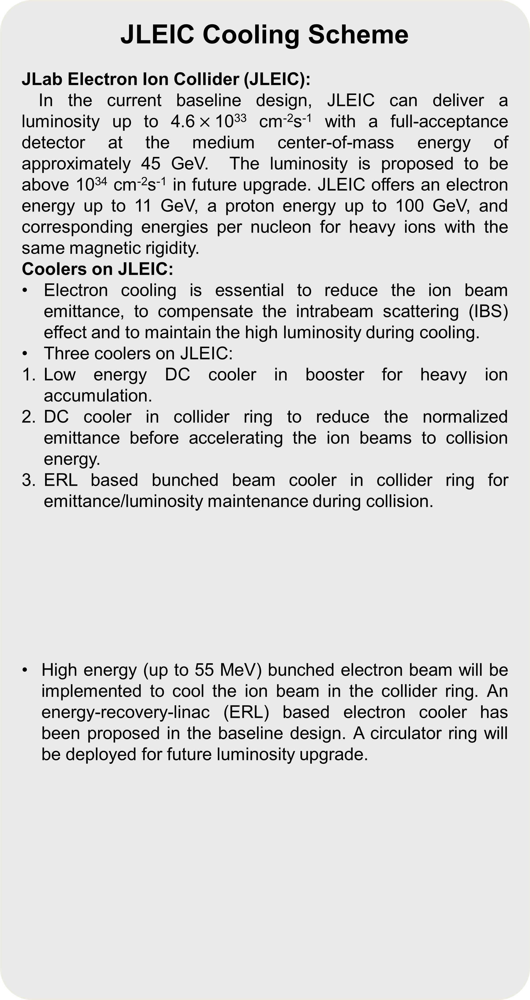 JLEIC Cooling Scheme
JLab Electron Ion Collider (JLEIC):
In the current baseline design, JLEIC can deliver a
luminosity up to 4.6 × 10³³ cm⁻²s⁻¹ with a full-acceptance
detector at the medium center-of-mass energy of
approximately 45 GeV. The luminosity is proposed to be
above 10³⁴ cm⁻²s⁻¹ in future upgrade. JLEIC offers an electron
energy up to 11 GeV, a proton energy up to 100 GeV, and
corresponding energies per nucleon for heavy ions with the
same magnetic rigidity.
Coolers on JLEIC:
• Electron cooling is essential to reduce the ion beam
emittance, to compensate the intrabeam scattering (IBS)
effect and to maintain the high luminosity during cooling.
• Three coolers on JLEIC:
1. Low energy DC cooler in booster for heavy ion
accumulation.
2. DC cooler in collider ring to reduce the normalized
emittance before accelerating the ion beams to collision
energy.
3. ERL based bunched beam cooler in collider ring for
emittance/luminosity maintenance during collision.
• High energy (up to 55 MeV) bunched electron beam will be
implemented to cool the ion beam in the collider ring. An
energy-recovery-linac (ERL) based electron cooler has
been proposed in the baseline design. A circulator ring will
be deployed for future luminosity upgrade.